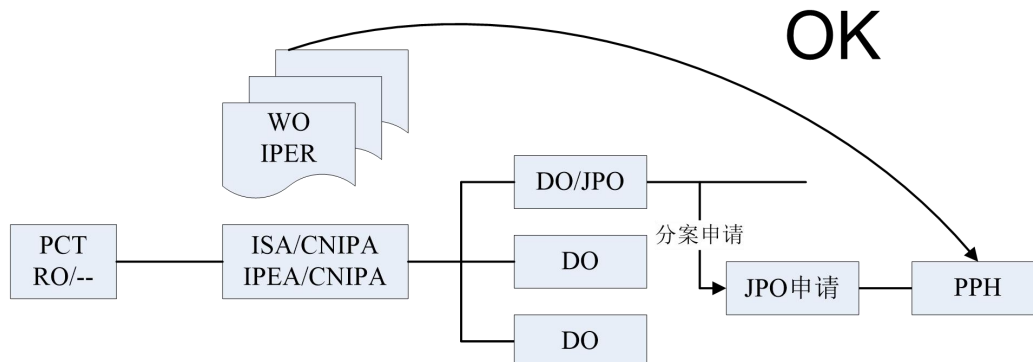 OK
WO
IPER
DO/JPO
分案申请
PCT
RO/--
ISA/CNIPA
IPEA/CNIPA
DO
JPO申请
PPH
DO